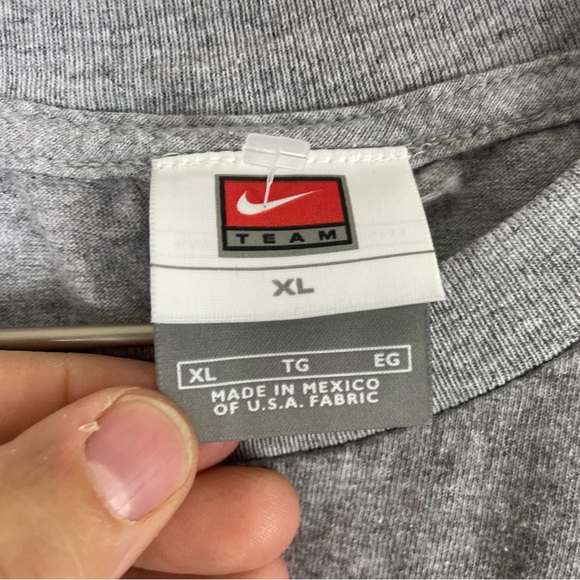 TEAM
XL
XL TG EG
MADE IN MEXICO
OF U.S.A. FABRIC